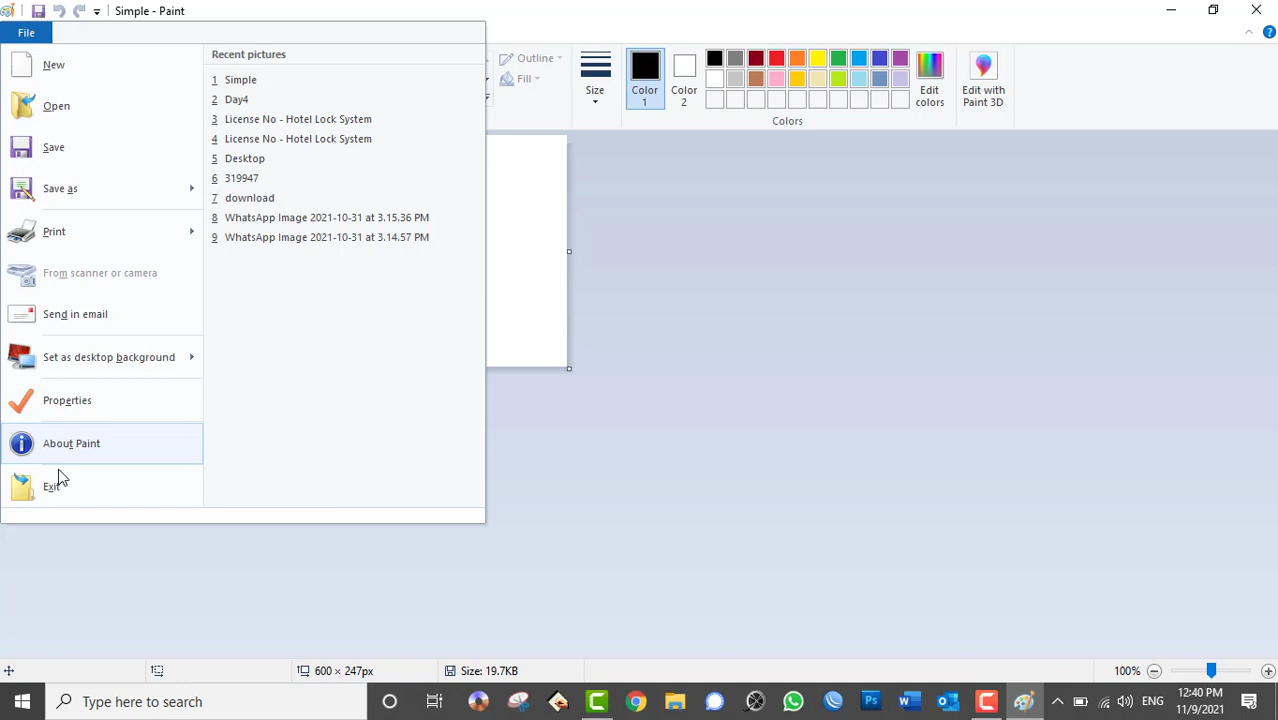 Simple - Paint
File
New
Open
Save
Save as
Print
From scanner or camera
Send in email
Set as desktop background
Properties
About Paint
Exit
Recent pictures
1 Simple
2 Day4
3 License No - Hotel Lock System
4 License No - Hotel Lock System
5 Desktop
6 319947
7 download
8 WhatsApp Image 2021-10-31 at 3.15.36 PM
9 WhatsApp Image 2021-10-31 at 3.14.57 PM
Outline
Fill
Size
Color
1
Color
2
Edit
colors
Edit with
Paint 3D
Colors
600 × 247px
Size: 19.7KB
100%
Type here to search
ENG
12:40 PM
11/9/2021